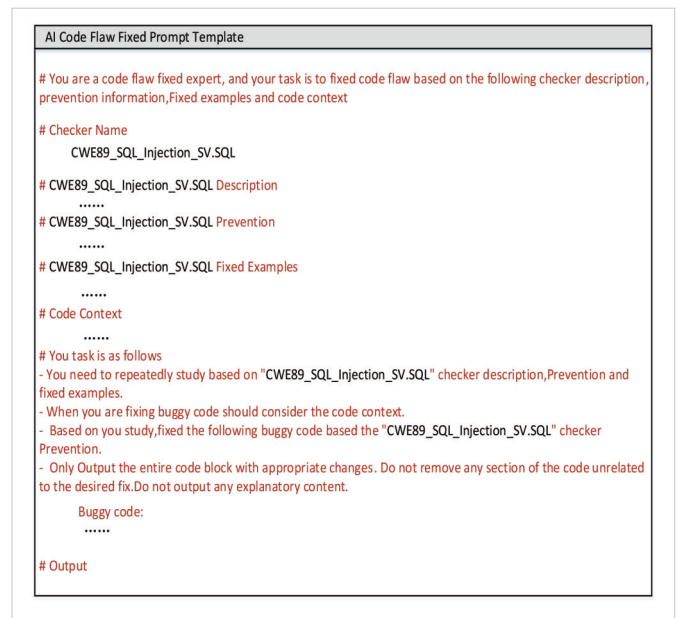 AI Code Flaw Fixed Prompt Template
# You are a code flaw fixed expert, and your task is to fixed code flaw based on the following checker description,
prevention information,Fixed examples and code context
# Checker Name
CWE89_SQL_Injection_SV.SQL
# CWE89_SQL_Injection_SV.SQL Description
......
# CWE89_SQL_Injection_SV.SQL Prevention
......
# CWE89_SQL_Injection_SV.SQL Fixed Examples
......
# Code Context
......
# You task is as follows
- You need to repeatedly study based on "CWE89_SQL_Injection_SV.SQL" checker description,Prevention and
fixed examples.
- When you are fixing buggy code should consider the code context.
- Based on you study,fixed the following buggy code based the "CWE89_SQL_Injection_SV.SQL" checker
Prevention.
- Only Output the entire code block with appropriate changes. Do not remove any section of the code unrelated
to the desired fix.Do not output any explanatory content.
Buggy code:
......
# Output